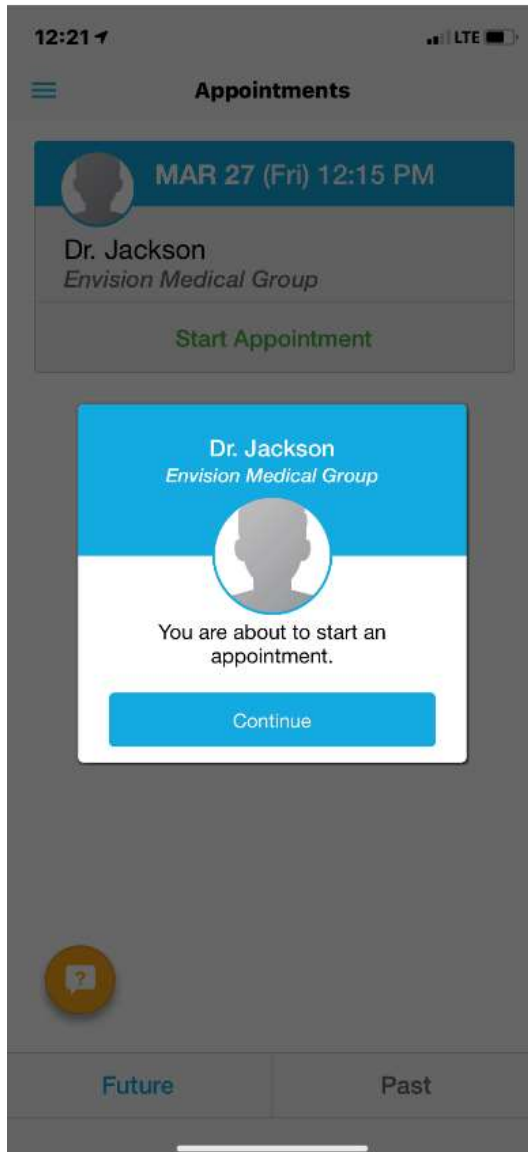 12:21
LTE
Appointments
MAR 27 (Fri) 12:15 PM
Dr. Jackson
Envision Medical Group
Start Appointment
Dr. Jackson
Envision Medical Group
You are about to start an
appointment.
Continue
?
Future
Past